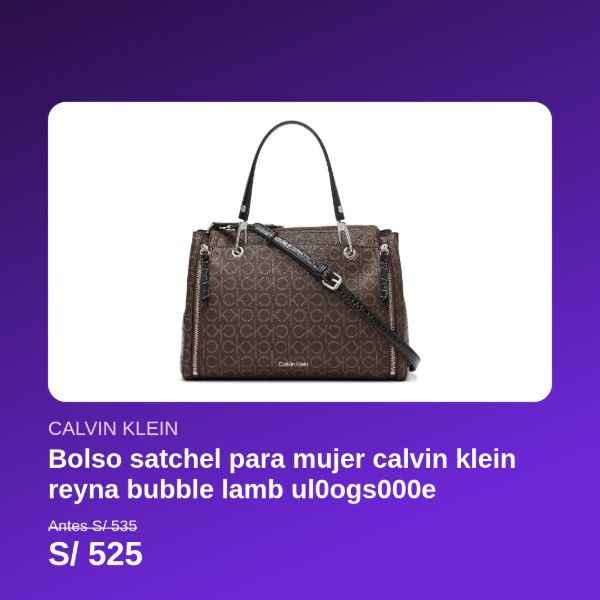 Calvin Klein
CALVIN KLEIN
Bolso satchel para mujer calvin klein
reyna bubble lamb ul0ogs000e
Antes S/ 535
S/ 525